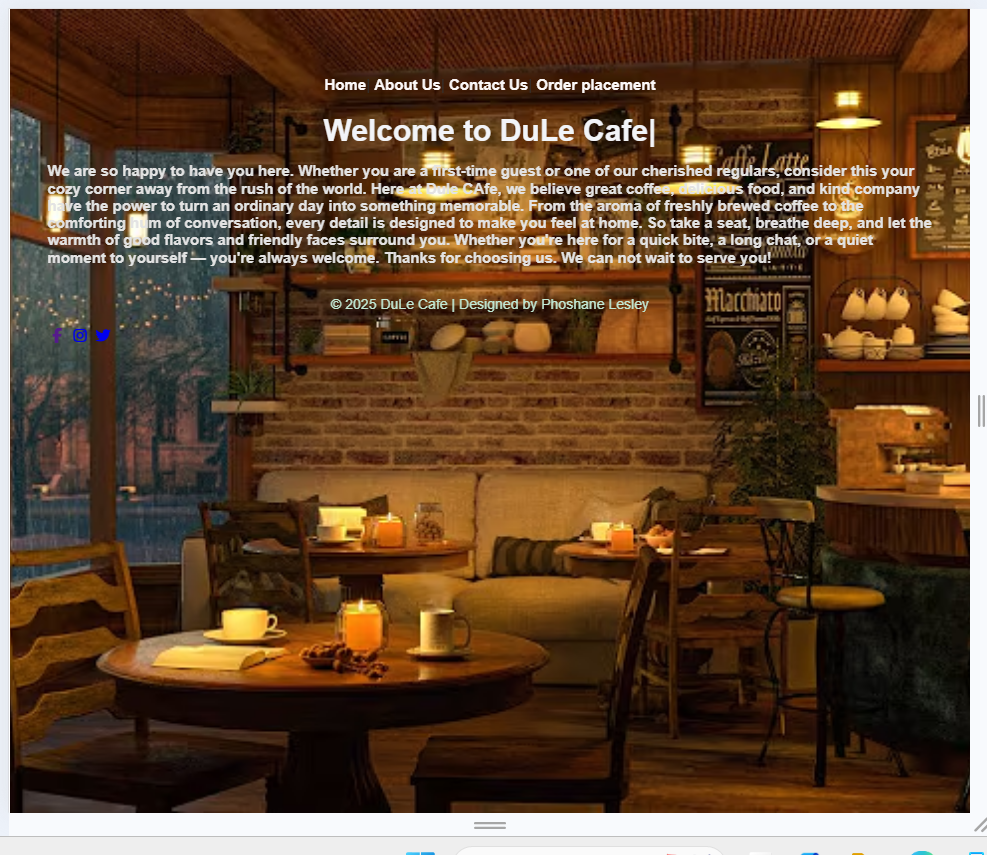 Home About Us Contact Us Order placement
Welcome to DuLe Cafe|
We are so happy to have you here. Whether you are a first-time guest or one of our cherished regulars, consider this your
cozy corner away from the rush of the world. Here at Dule CAfe, we believe great coffee, delicious food, and kind company
have the power to turn an ordinary day into something memorable. From the aroma of freshly brewed coffee to the
comforting hum of conversation, every detail is designed to make you feel at home. So take a seat, breathe deep, and let the
warmth of good flavors and friendly faces surround you. Whether you're here for a quick bite, a long chat, or a quiet
moment to yourself — you're always welcome. Thanks for choosing us. We can not wait to serve you!
© 2025 DuLe Cafe | Designed by Phoshane Lesley
Caffe Latte
Macchiato